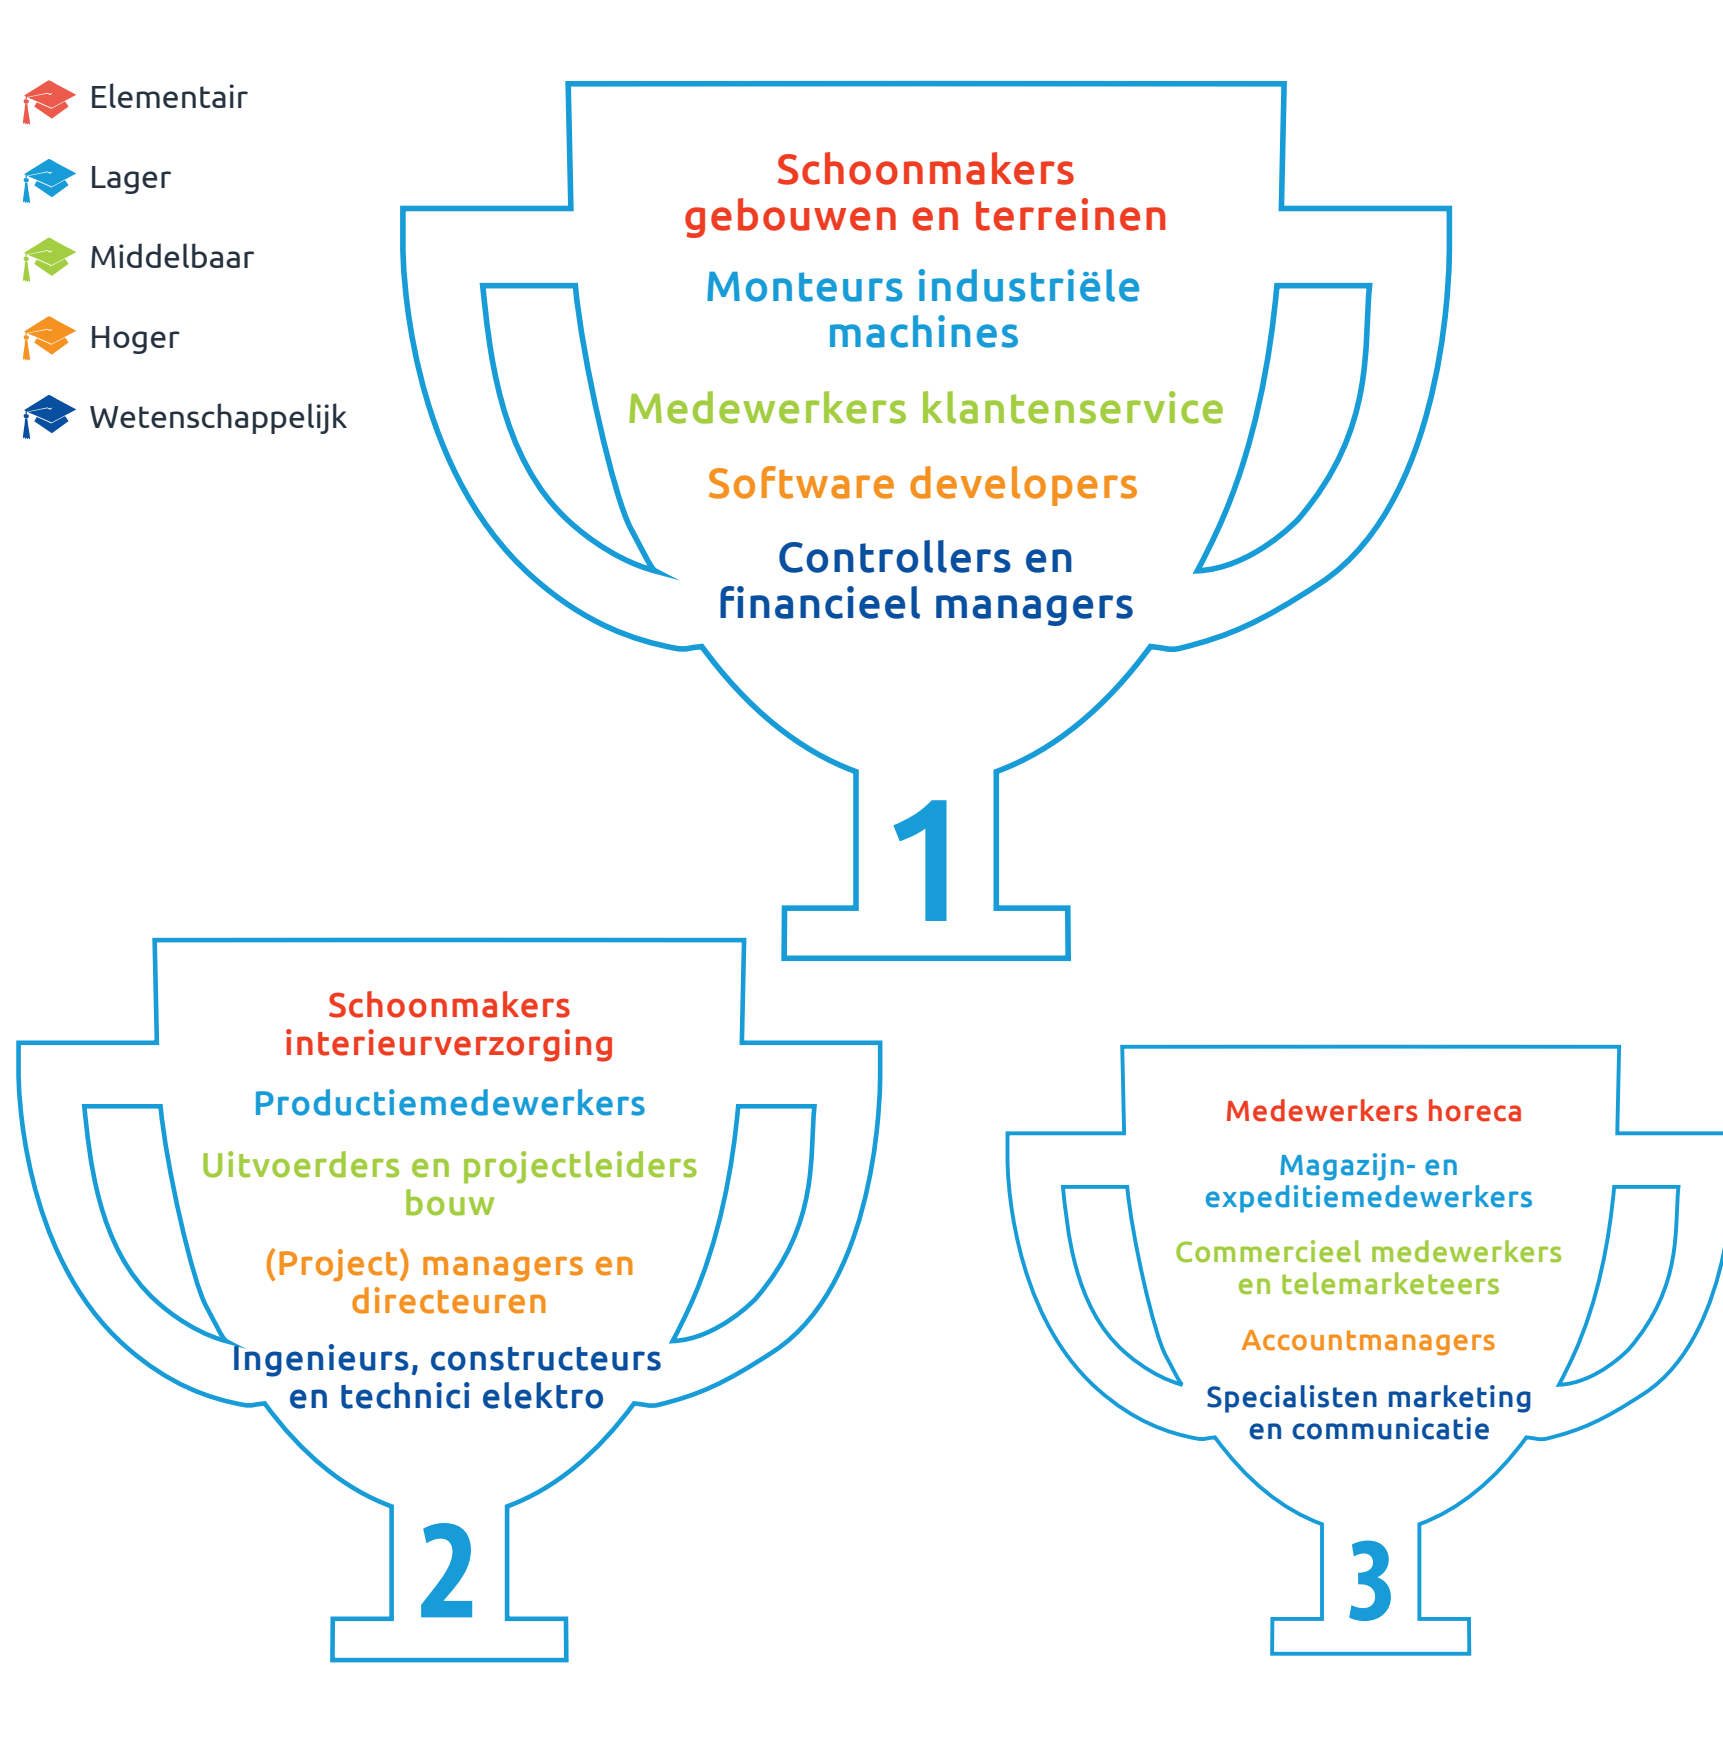 Elementair
Lager
Middelbaar
Hoger
Wetenschappelijk
Schoonmakers
gebouwen en terreinen
Monteurs industriële
machines
Medewerkers klantenservice
Software developers
Controllers en
financieel managers
1
Schoonmakers
interieurverzorging
Productiemedewerkers
Uitvoerders en projectleiders
bouw
(Project) managers en
directeuren
Ingenieurs, constructeurs
en technici elektro
2
Medewerkers horeca
Magazijn- en
expeditiemedewerkers
Commercieel medewerkers
en telemarketeers
Accountmanagers
Specialisten marketing
en communicatie
3